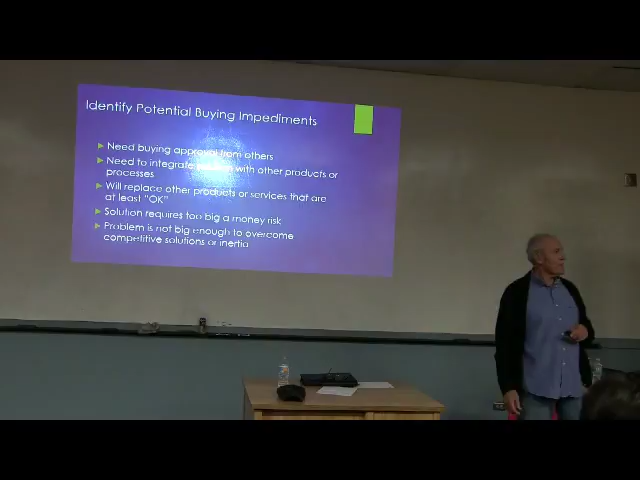 Identify Potential Buying Impediments
Need buying approval from others
Need to integrate with other products or
processes
Will replace other products or services that are
at least "OK"
Solution requires too big a money risk
Problem is not big enough to overcome
competitive solutions or inertia